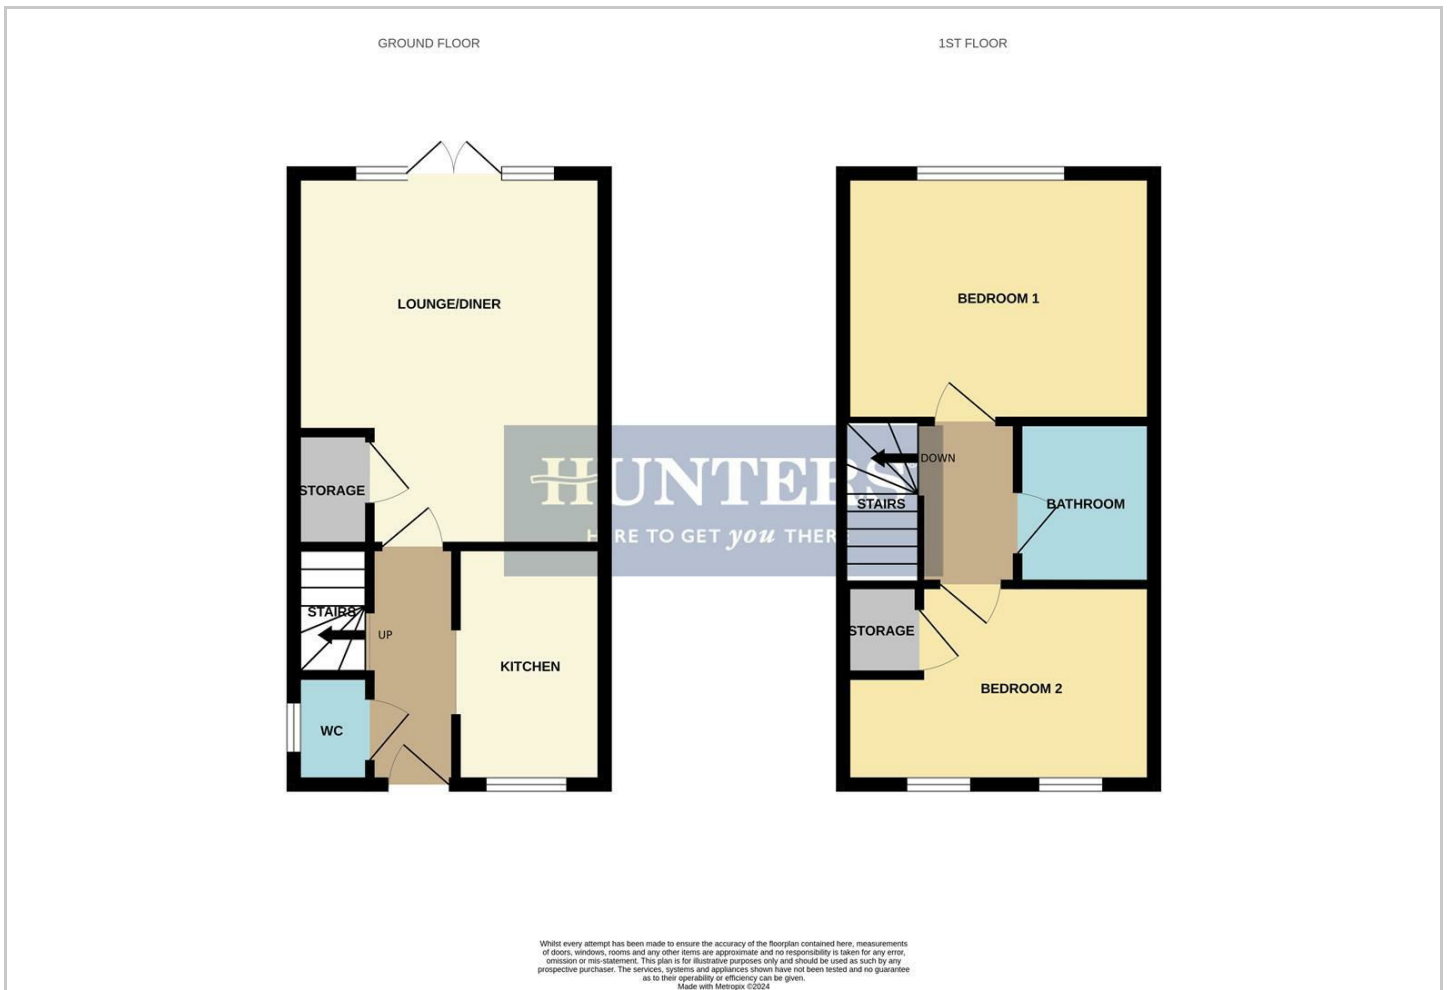 GROUND FLOOR
1ST FLOOR
LOUNGE/DINER
BEDROOM 1
STORAGE
HUNTERS
HERE TO GET you THERE
DOWN
STAIRS
BATHROOM
STAIRS
UP
KITCHEN
STORAGE
BEDROOM 2
WC
Whilst every attempt has been made to ensure the accuracy of the floorplan contained here, measurements
of doors, windows, rooms and any other items are approximate and no responsibility is taken for any error,
omission or mis-statement. This plan is for illustrative purposes only and should be used as such by any
prospective purchaser. The services, systems and appliances shown have not been tested and no guarantee
as to their operability or efficiency can be given.
Made with Metropix ©2024